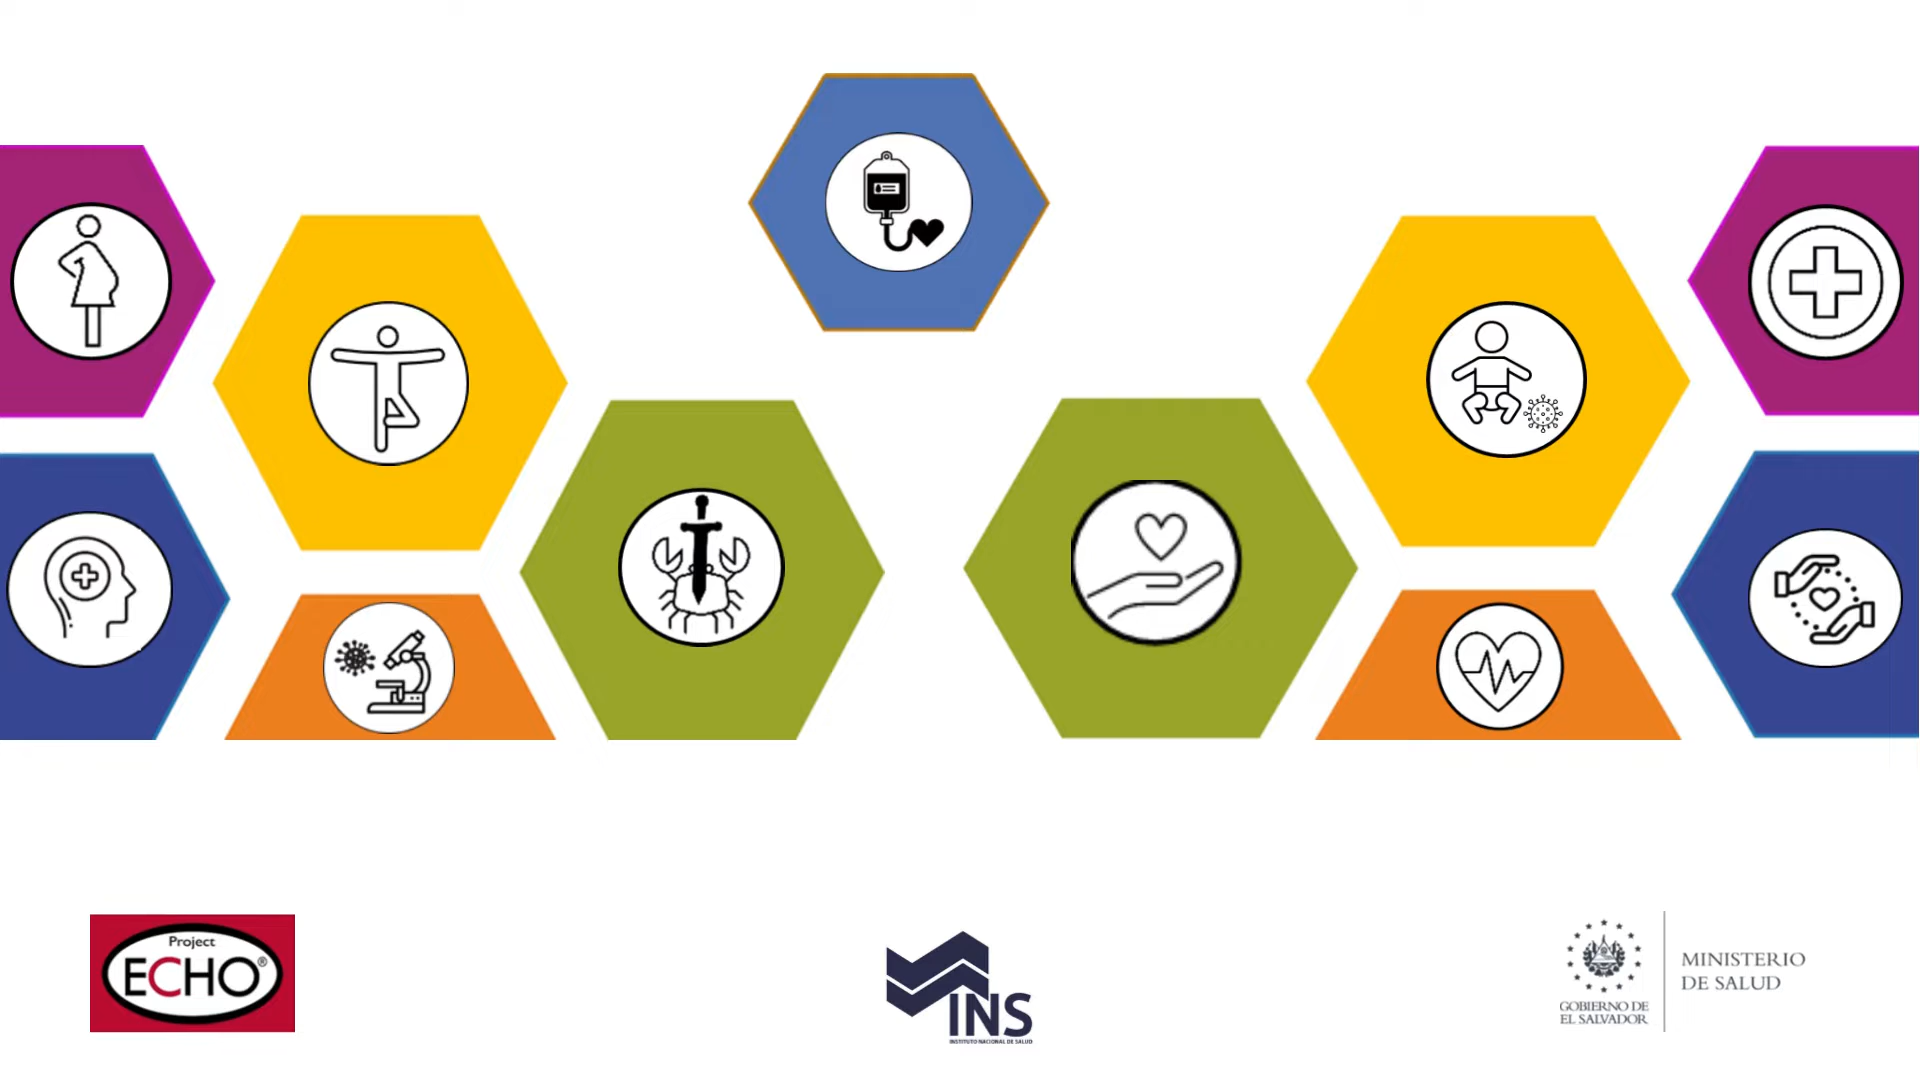 Project
ECHO®
INS
INSTITUTO NACIONAL DE SALUD
GOBIERNO DE
EL SALVADOR
MINISTERIO
DE SALUD